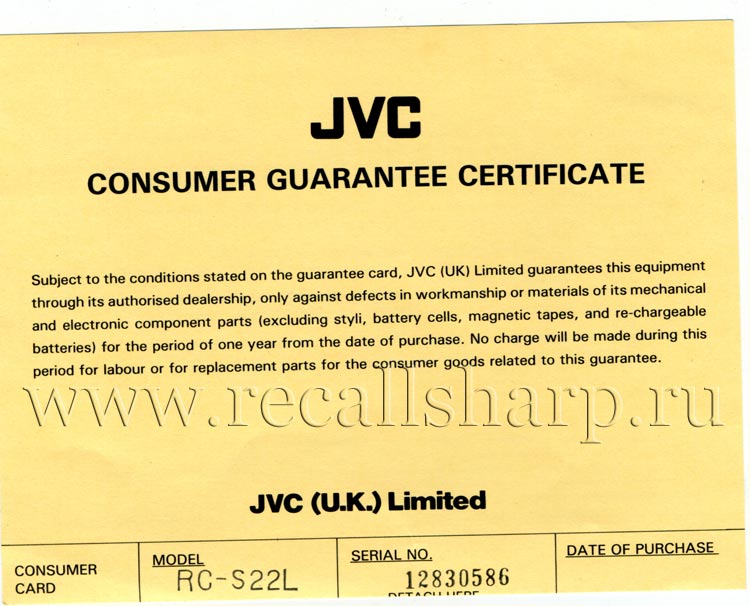 JVC
CONSUMER GUARANTEE CERTIFICATE
Subject to the conditions stated on the guarantee card, JVC (UK) Limited guarantees this equipment
through its authorised dealership, only against defects in workmanship or materials of its mechanical
and electronic component parts (excluding styli, battery cells, magnetic tapes, and re-chargeable
batteries) for the period of one year from the date of purchase. No charge will be made during this
period for labour or for replacement parts for the consumer goods related to this guarantee.
www.recallsharp.ru
JVC (U.K.) Limited
CONSUMER CARD
MODEL
RC-S22L
SERIAL NO.
12830586
DETACH HERE
DATE OF PURCHASE